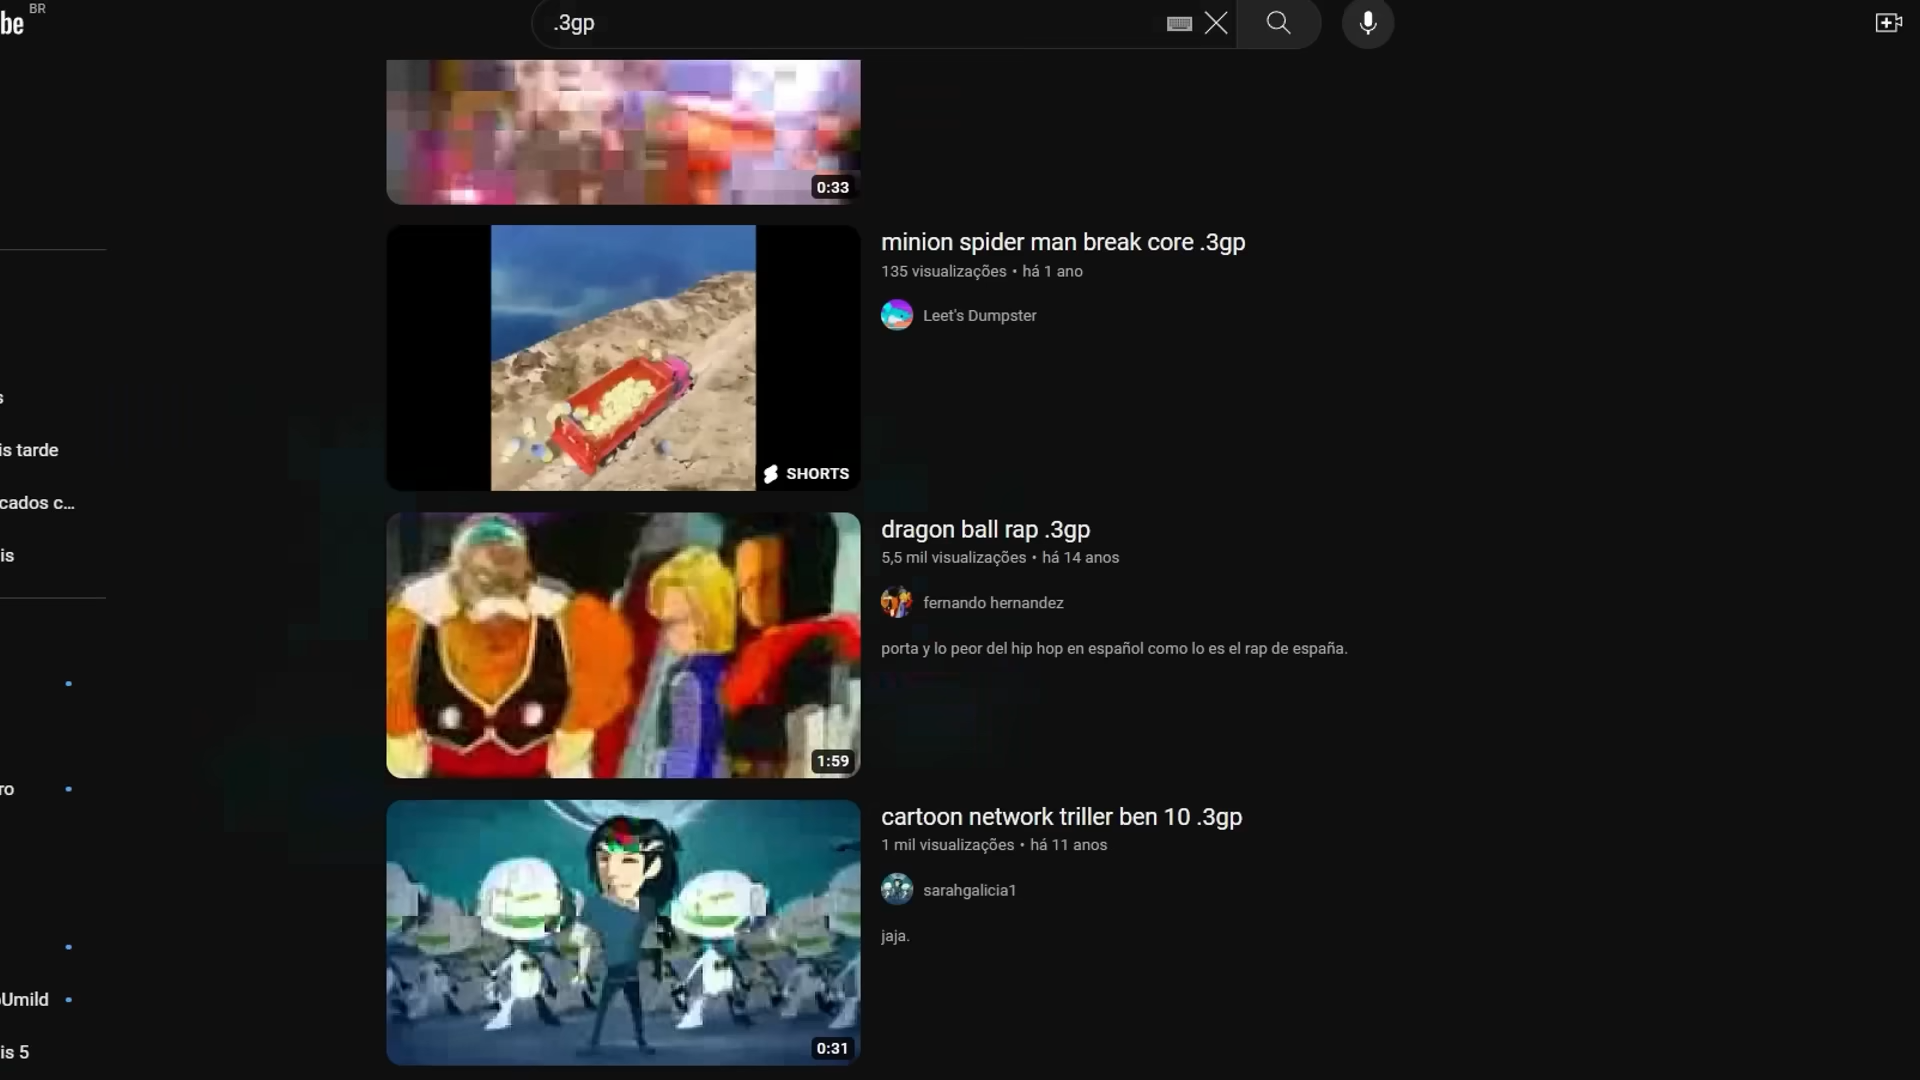 be BR
.3gp
0:33
minion spider man break core .3gp
135 visualizações • há 1 ano
Leet's Dumpster
SHORTS
s
is tarde
cados c...
dragon ball rap .3gp
5,5 mil visualizações • há 14 anos
is
fernando hernandez
porta y lo peor del hip hop en español como lo es el rap de españa.
1:59
ro
cartoon network triller ben 10 .3gp
1 mil visualizações • há 11 anos
sarahgalicia1
jaja.
Umild
is 5
0:31